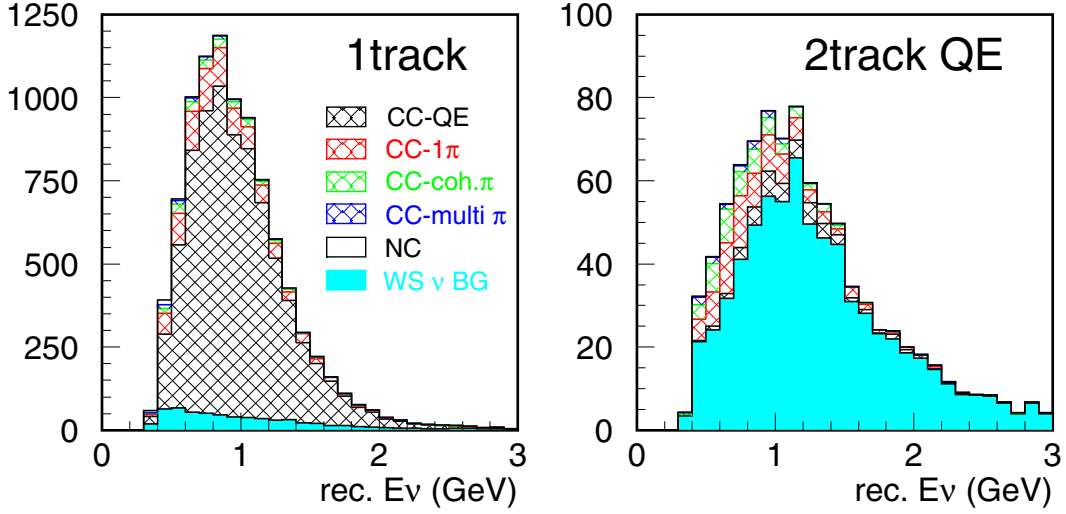 1250
1000
750
500
250
0
0
1
2
3
rec. Eν (GeV)
1track
CC-QE
CC-1π
CC-coh.π
CC-multi π
NC
WS ν BG
100
80
60
40
20
0
0
1
2
3
rec. Eν (GeV)
2track QE